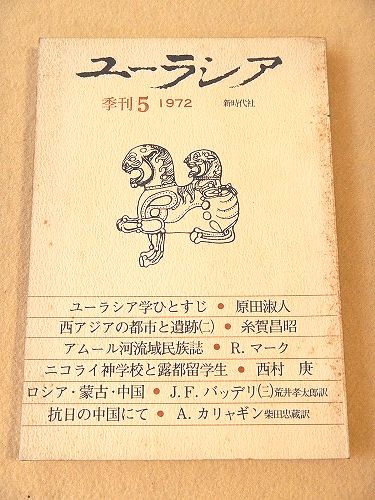 ユーラシア
季刊5 1972 新時代社
ユーラシア学ひとすじ ● 原田淑人
西アジアの都市と遺跡(二) ● 糸賀昌昭
アムール河流域民族誌 ● R. マーク
ニコライ神学校と露都留学生 ● 西村 庚
ロシア・蒙古・中国 ● J. F. バッデリ(三)荒井孝太郎訳
抗日の中国にて ● A. カリャギン柴田忠蔵訳